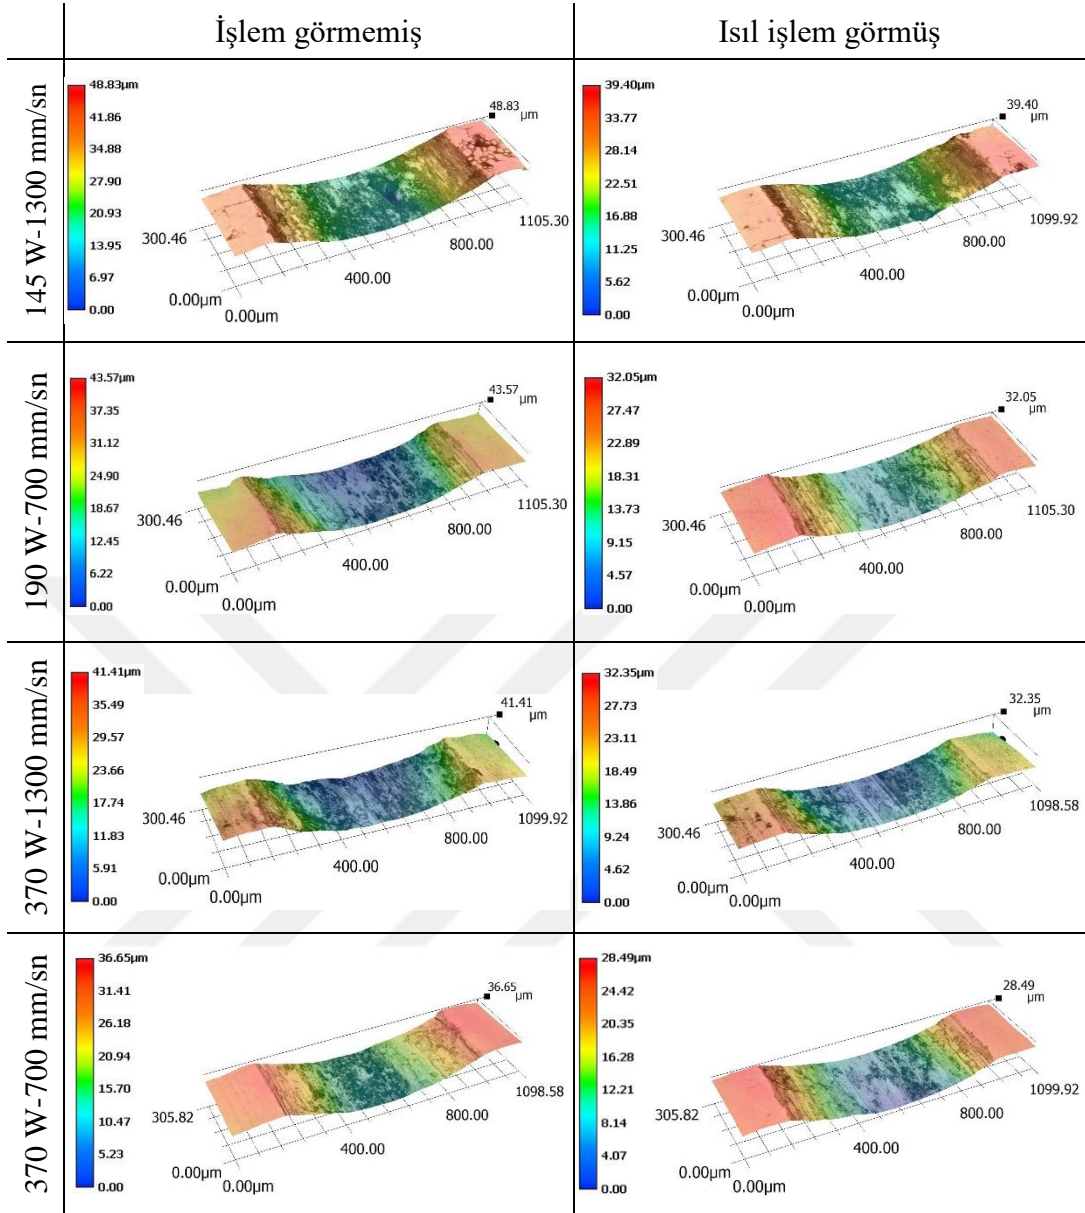 İşlem görmemiş
Isıl işlem görmüş
145 W-1300 mm/sn
48.83µm
41.86
34.88
27.90
20.93
13.95
6.97
0.00
48.83
µm
1105.30
800.00
400.00
300.46
0.00µm
0.00µm
39.40µm
33.77
28.14
22.51
16.88
11.25
5.62
0.00
39.40
µm
1099.92
800.00
400.00
300.46
0.00µm
0.00µm
190 W-700 mm/sn
43.57µm
37.35
31.12
24.90
18.67
12.45
6.22
0.00
43.57
µm
1105.30
800.00
400.00
300.46
0.00µm
0.00µm
32.05µm
27.47
22.89
18.31
13.73
9.15
4.57
0.00
32.05
µm
1105.30
800.00
400.00
300.46
0.00µm
0.00µm
370 W-1300 mm/sn
41.41µm
35.49
29.57
23.66
17.74
11.83
5.91
0.00
41.41
µm
1099.92
800.00
400.00
300.46
0.00µm
0.00µm
32.35µm
27.73
23.11
18.49
13.86
9.24
4.62
0.00
32.35
µm
1098.58
800.00
400.00
300.46
0.00µm
0.00µm
370 W-700 mm/sn
36.65µm
31.41
26.18
20.94
15.70
10.47
5.23
0.00
36.65
µm
1098.58
800.00
400.00
305.82
0.00µm
0.00µm
28.49µm
24.42
20.35
16.28
12.21
8.14
4.07
0.00
28.49
µm
1099.92
800.00
400.00
305.82
0.00µm
0.00µm